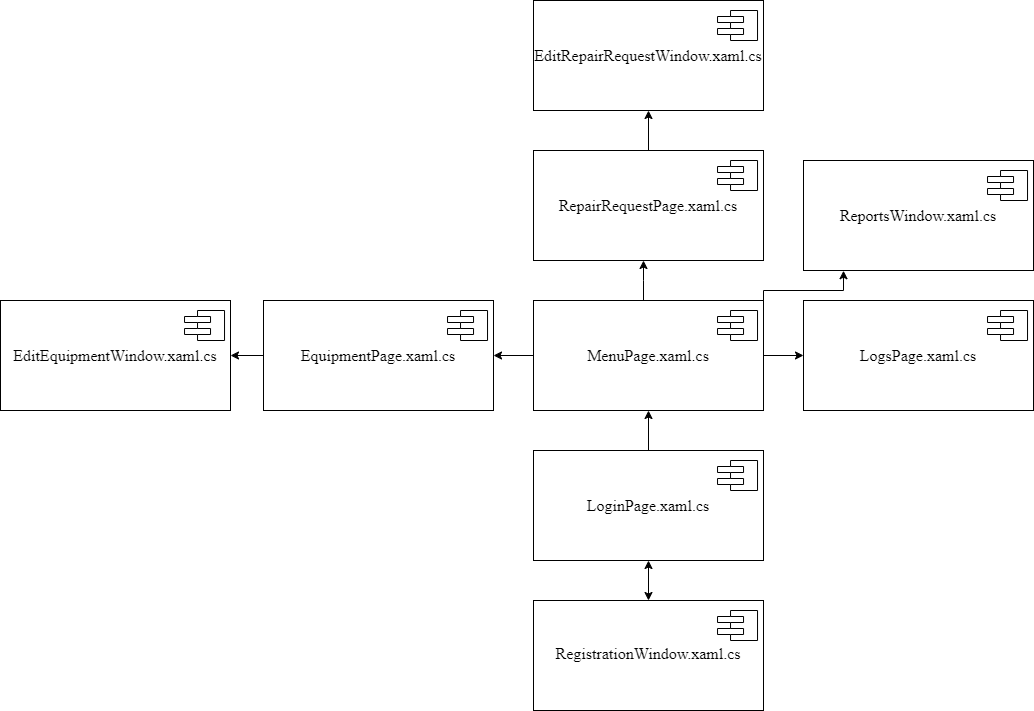 EditRepairRequestWindow.xaml.cs
RepairRequestPage.xaml.cs
ReportsWindow.xaml.cs
EditEquipmentWindow.xaml.cs
EquipmentPage.xaml.cs
MenuPage.xaml.cs
LogsPage.xaml.cs
LoginPage.xaml.cs
RegistrationWindow.xaml.cs